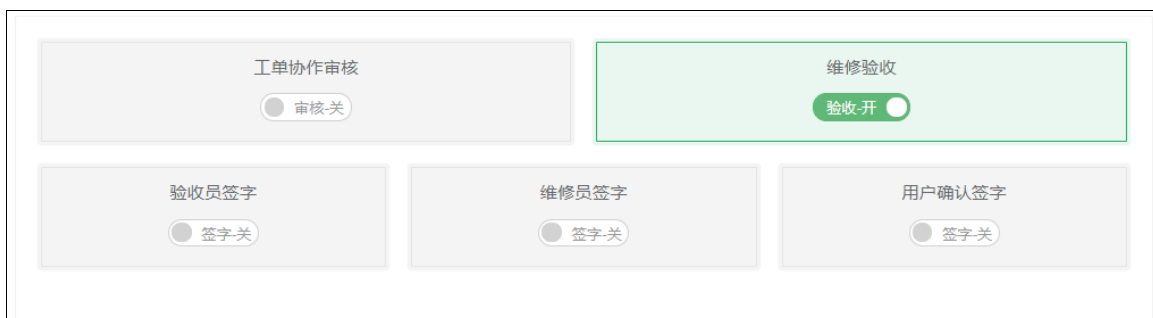 工单协作审核
维修验收
审核-关
验收-开
验收员签字
维修员签字
用户确认签字
签字-关
签字-关
签字-关